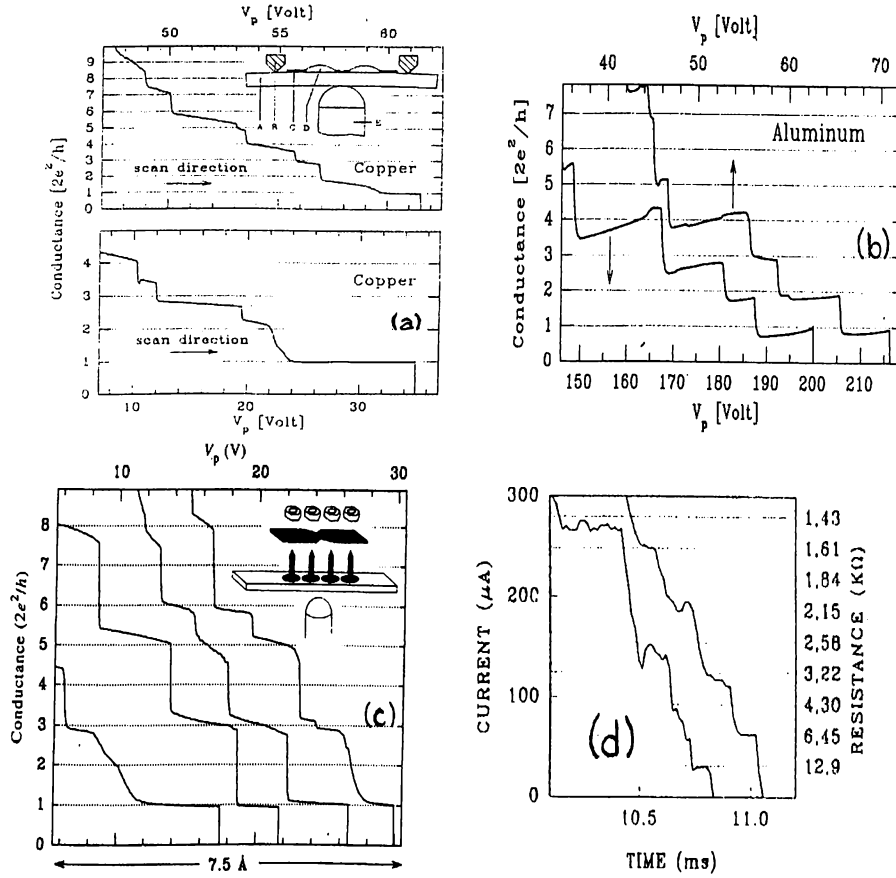 V_p [Volt]
50 55 60
10
9
8
7
6
5
4
3
2
1
0
A B C D E
Copper
scan direction
Conductance [2e²/h]
4
3
2
1
0
Copper
(a)
scan direction
10 20 30
V_p [Volt]
V_p [Volt]
40 50 60 70
7
6
5
4
3
2
1
0
Conductance [2e²/h]
Aluminum
(b)
150 160 170 180 190 200 210
V_p [Volt]
V_p (V)
10 20 30
8
7
6
5
4
3
2
1
0
Conductance (2e²/h)
(c)
7.5 Å
300
200
100
0
CURRENT (μA)
1,43
1,61
1,84
2,15
2,58
3,22
4,30
6,45
12,9
RESISTANCE (KΩ)
(d)
10.5 11.0
TIME (ms)